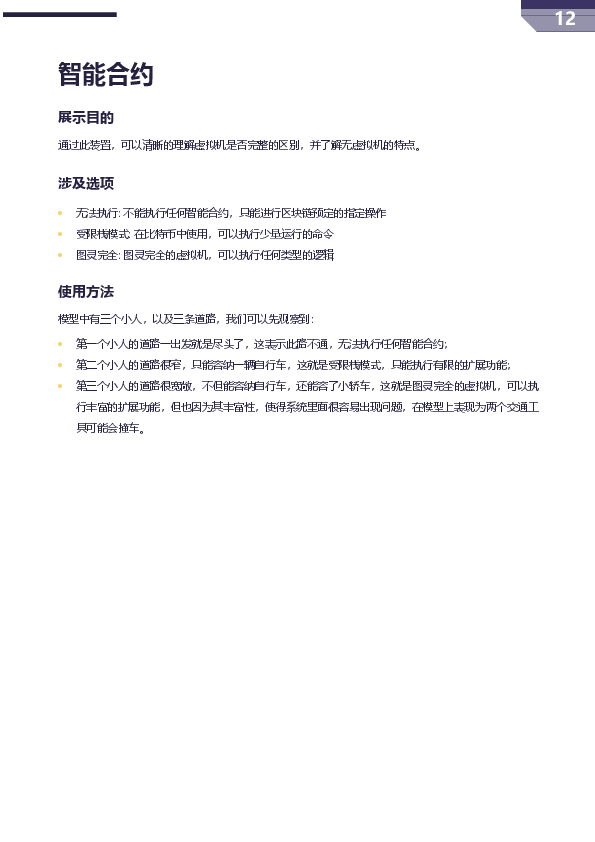 12
智能合约
展示目的
通过此装置，可以清晰的理解虚拟机是否完整的区别，并了解无虚拟机的特点。
涉及选项
无法执行: 不能执行任何智能合约，只能进行区块链预定的指定操作
受限栈模式: 在比特币中使用，可以执行少量运行的命令
图灵完全: 图灵完全的虚拟机，可以执行任何类型的逻辑
使用方法
模型中有三个小人，以及三条道路，我们可以先观察到：
第一个小人的道路一出发就是尽头了，这表示此路不通，无法执行任何智能合约；
第二个小人的道路很窄，只能容纳一辆自行车，这就是受限栈模式，只能执行有限的扩展功能；
第三个小人的道路很宽敞，不但能容纳自行车，还能容了小轿车，这就是图灵完全的虚拟机，可以执
行丰富的扩展功能，但也因为其丰富性，使得系统里面很容易出现问题，在模型上表现为两个交通工
具可能会撞车。